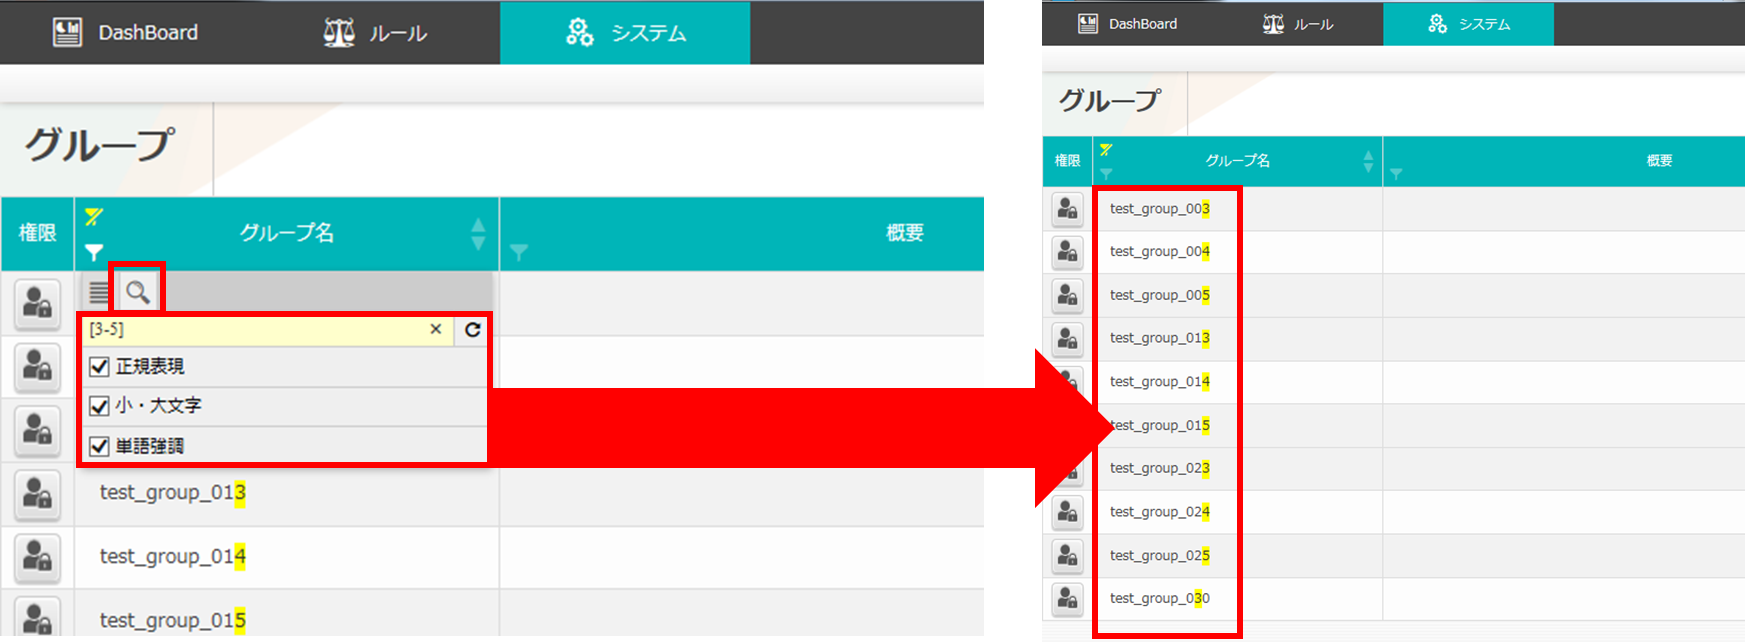 DashBoard
ルール
システム
グループ
権限
グループ名
概要
[3-5]
正規表現
小・大文字
単語強調
test_group_013
test_group_014
test_group_015
DashBoard
ルール
システム
グループ
権限
グループ名
概要
test_group_003
test_group_004
test_group_005
test_group_013
test_group_014
test_group_015
test_group_023
test_group_024
test_group_025
test_group_030